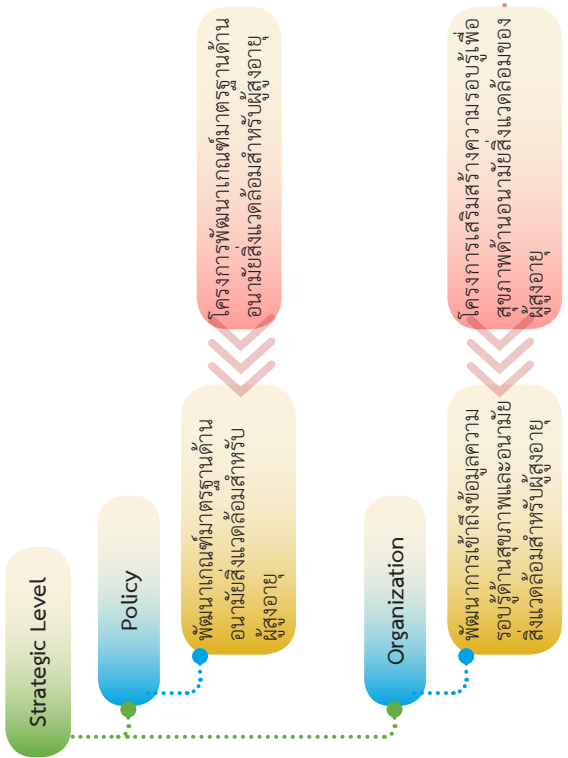 Strategic Level
Policy
พัฒนาเกณฑ์มาตรฐานด้าน
อนามัยสิ่งแวดล้อมสำหรับ
ผู้สูงอายุ
โครงการพัฒนาเกณฑ์มาตรฐานด้าน
อนามัยสิ่งแวดล้อมสำหรับผู้สูงอายุ
Organization
พัฒนาการเข้าถึงข้อมูลความ
รอบรู้ด้านสุขภาพและอนามัย
สิ่งแวดล้อมสำหรับผู้สูงอายุ
โครงการเสริมสร้างความรอบรู้เพื่อ
สุขภาพด้านอนามัยสิ่งแวดล้อมของ
ผู้สูงอายุ